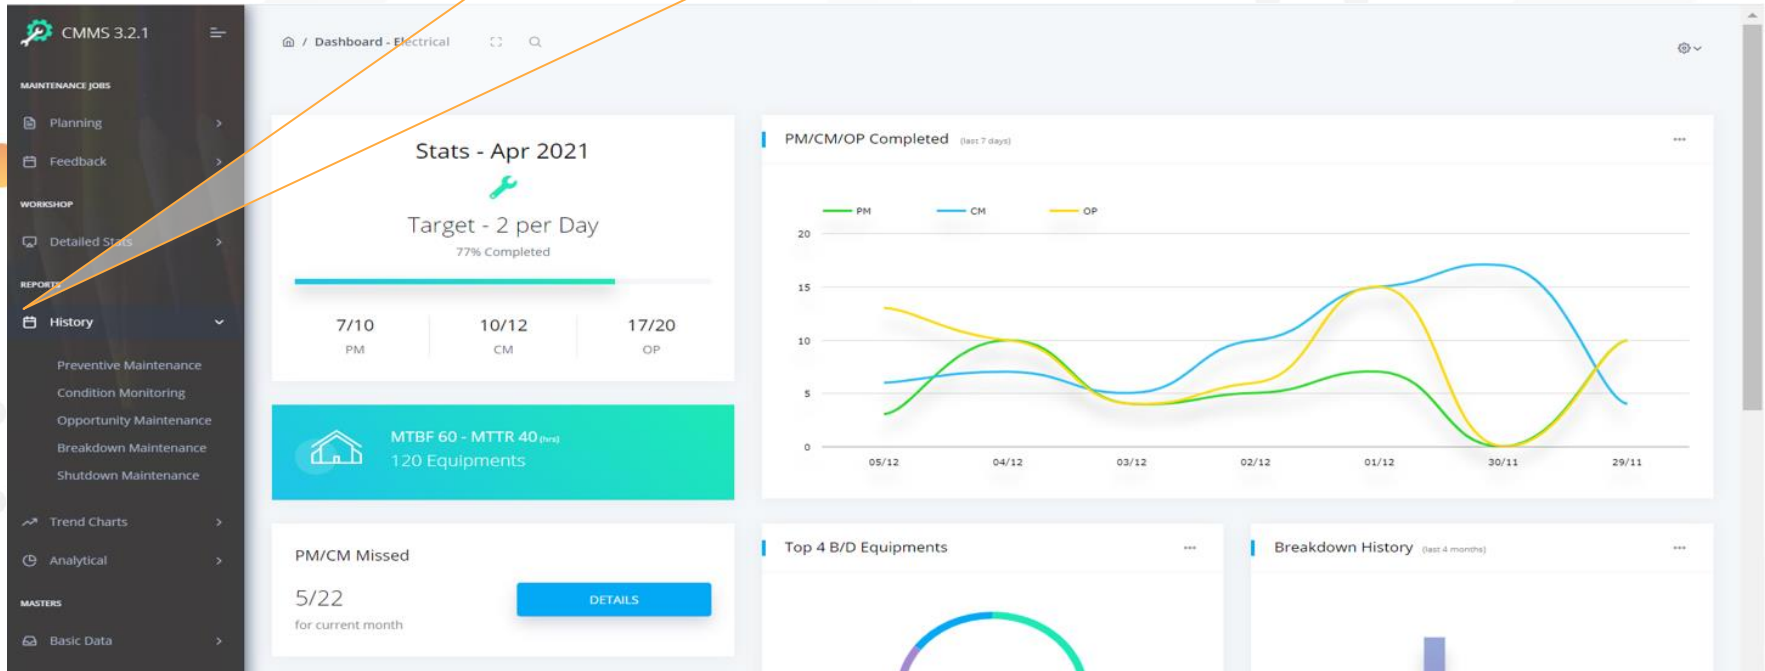 CMMS 3.2.1
MAINTENANCE JOBS
Planning
Feedback
WORKSHOP
Detailed Stats
REPORTS
History
Preventive Maintenance
Condition Monitoring
Opportunity Maintenance
Breakdown Maintenance
Shutdown Maintenance
Trend Charts
Analytical
MASTERS
Basic Data
/ Dashboard - Electrical
Stats - Apr 2021
Target - 2 per Day
77% Completed
7/10 10/12 17/20
PM CM OP
MTBF 60 - MTTR 40 (hrs)
120 Equipments
PM/CM Missed
5/22
for current month
DETAILS
PM/CM/OP Completed (last 7 days)
PM CM OP
20
15
10
5
0
05/12 04/12 03/12 02/12 01/12 30/11 29/11
Top 4 B/D Equipments
Breakdown History (last 4 months)